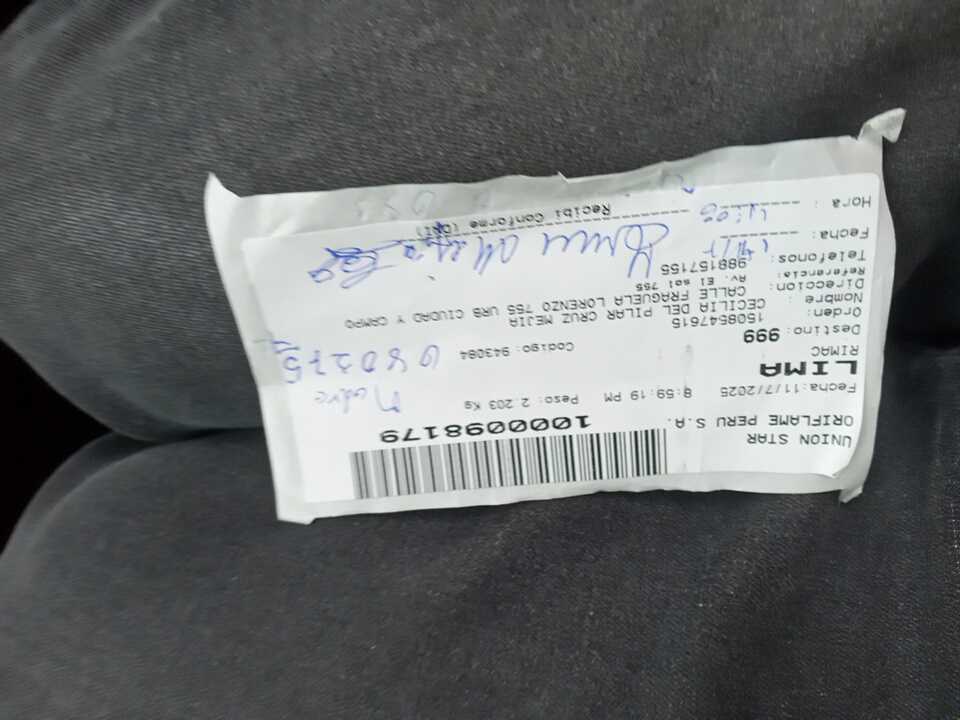 UNION STAR
ORIFLAME PERU S.A.
1000098179
Fecha:11/7/2025 8:59:19 PM Peso: 2.203 Kg
LIMA
RIMAC
Destino: 999
Codigo: 943084
Orden: 1508547615
Nombre : CECILIA DEL PILAR CRUZ MEJIA
Direccion: CALLE FRAGUELA LORENZO 755 URB CIUDAD Y CAMPO
Referencia: Av. El sol 755
Telefonos: 988157155
Fecha:
Hora :
Recibi Conforme (DNI)
Madre